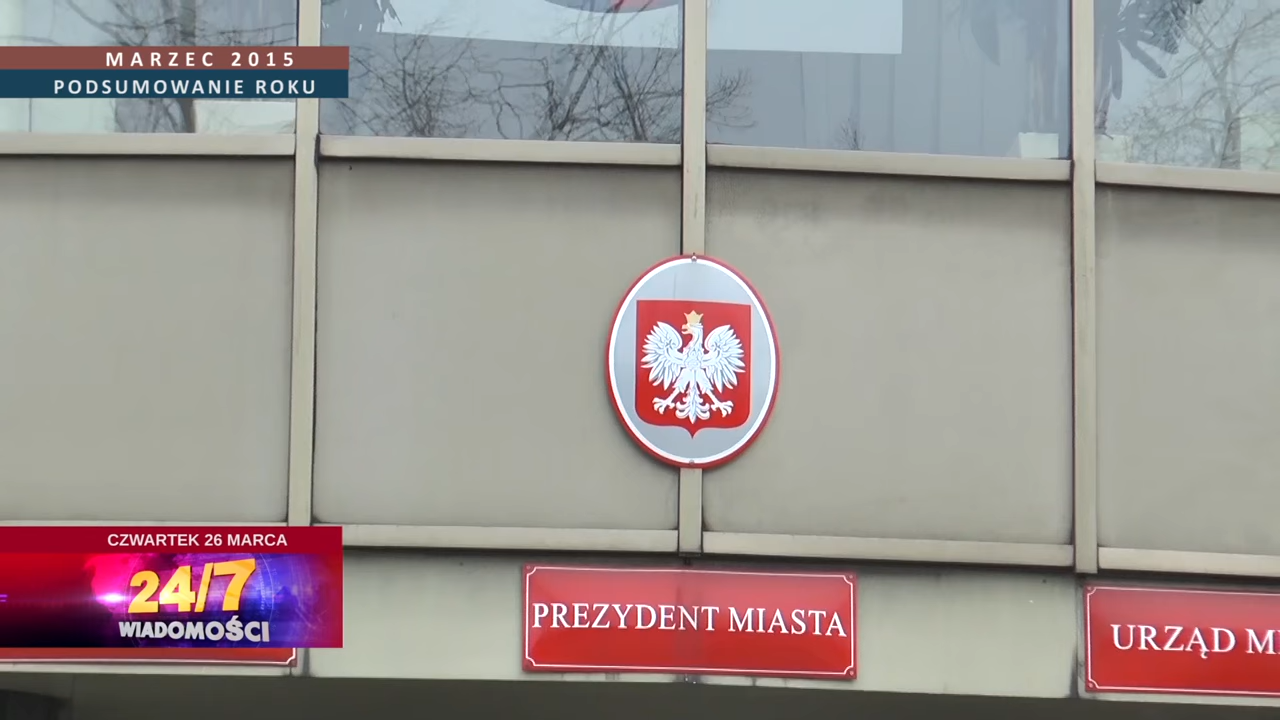 MARZEC 2015
PODSUMOWANIE ROKU
CZWARTEK 26 MARCA
24/7
WIADOMOŚCI
PREZYDENT MIASTA
URZĄD